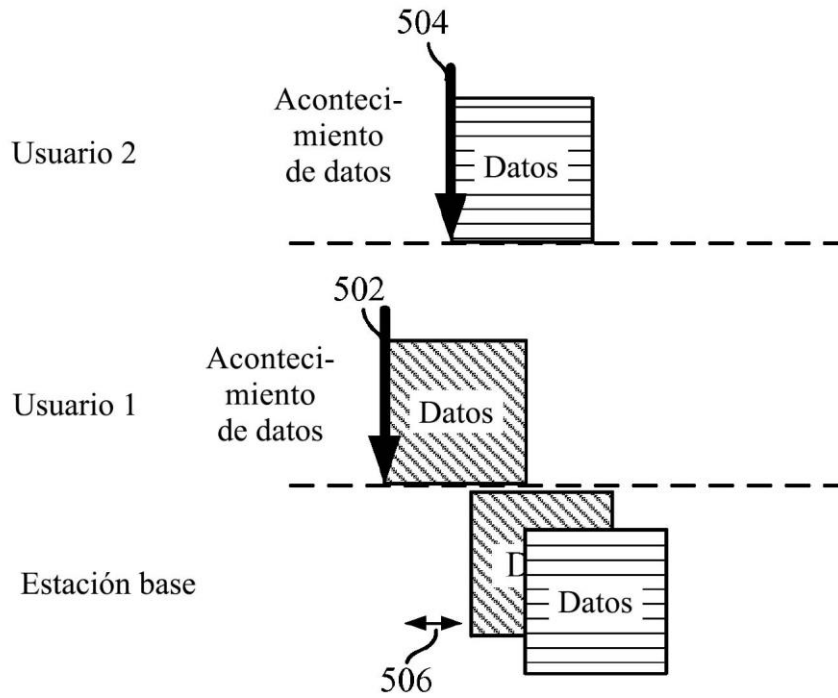 504
Aconteci-
miento
de datos
Usuario 2
Datos
502
Aconteci-
miento
de datos
Usuario 1
Datos
D
Estación base
Datos
506